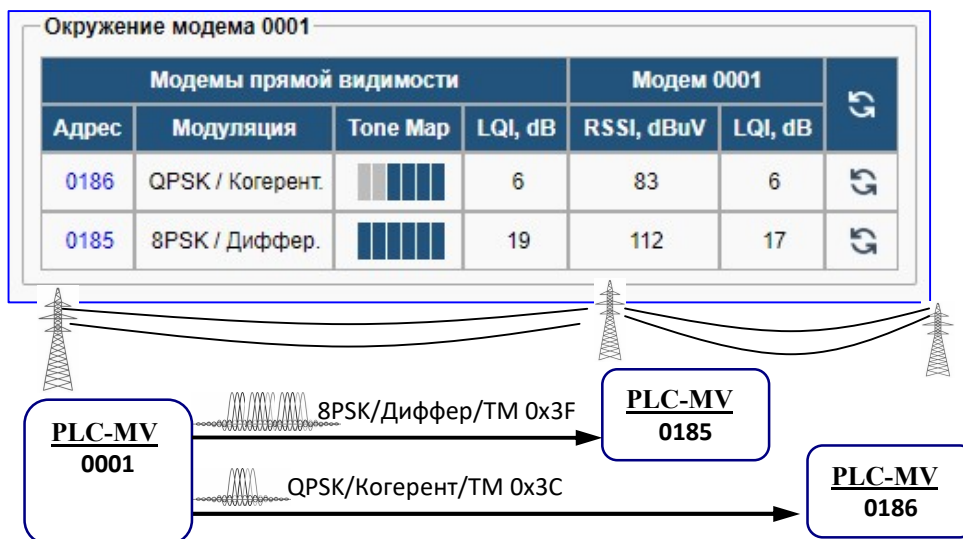 Окружение модема 0001
Модемы прямой видимости Модем 0001
Адрес Модуляция Tone Map LQI, dB RSSI, dBuV LQI, dB
0186 QPSK / Когерент. 6 83 6
0185 8PSK / Диффер. 19 112 17
8PSK/Диффер/TM 0x3F
PLC-MV
0185
PLC-MV
0001
QPSK/Когерент/TM 0x3C
PLC-MV
0186